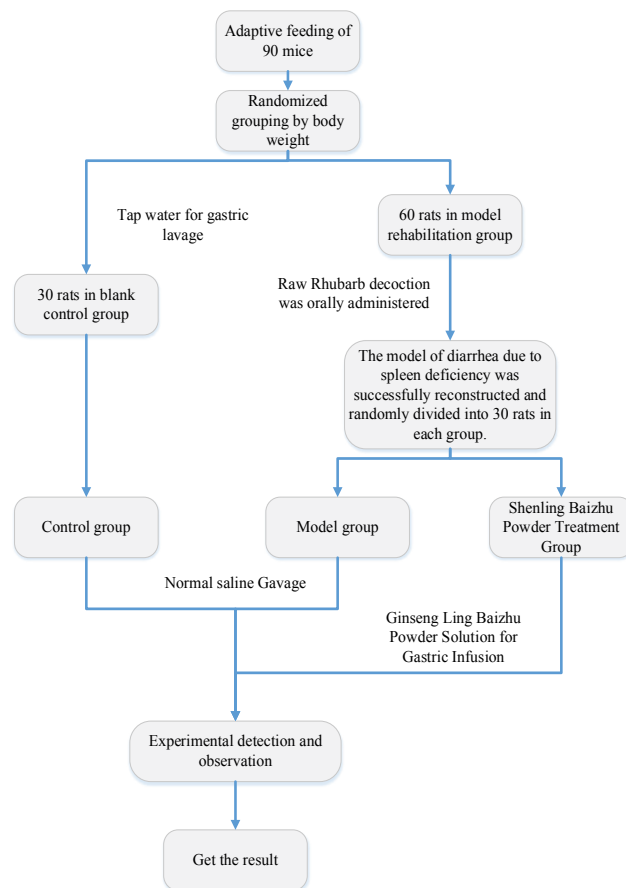 Adaptive feeding of
90 mice
Randomized
grouping by body
weight
Tap water for gastric
lavage
60 rats in model
rehabilitation group
30 rats in blank
control group
Raw Rhubarb decoction
was orally administered
The model of diarrhea due to
spleen deficiency was
successfully reconstructed and
randomly divided into 30 rats in
each group.
Control group
Model group
Shenling Baizhu
Powder Treatment
Group
Normal saline Gavage
Ginseng Ling Baizhu
Powder Solution for
Gastric Infusion
Experimental detection and
observation
Get the result